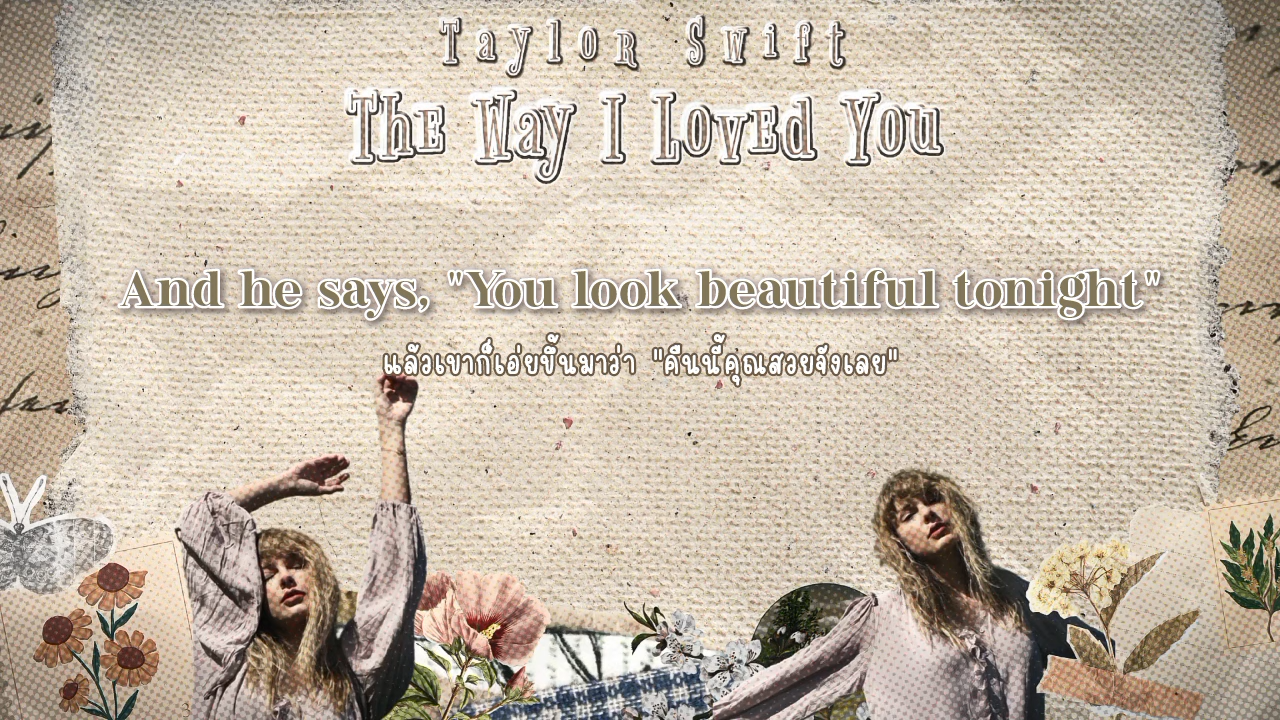 Taylor Swift
The Way I Loved You
And he says, "You look beautiful tonight"
แล้วเขาก็เอ่ยขึ้นมาว่า "คืนนี้คุณสวยจังเลย"